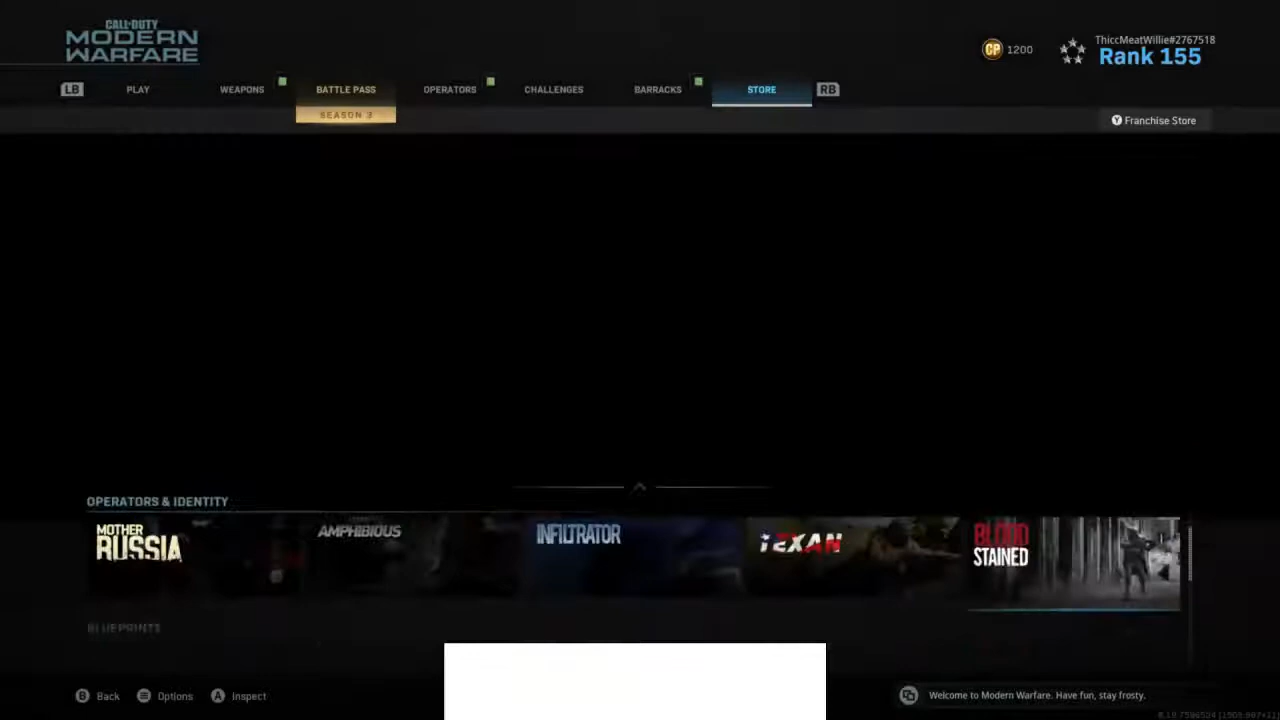 CALL OF DUTY
MODERN
WARFARE
CP 1200
ThiccMeatWillie#2767518
Rank 155
LB PLAY WEAPONS BATTLE PASS OPERATORS CHALLENGES BARRACKS STORE RB
SEASON 3
Y Franchise Store
OPERATORS & IDENTITY
MOTHER
RUSSIA
AMPHIBIOUS
INFILTRATOR
TEXAN
BLOOD
STAINED
BLUEPRINTS
B Back Options A Inspect
Welcome to Modern Warfare. Have fun, stay frosty.